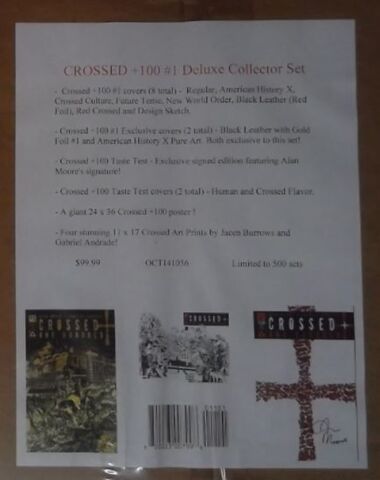 CROSSED +100 #1 Deluxe Collector Set
- Crossed +100 #1 covers (8 total) - Regular, American History X,
Crossed Culture, Future Tense, New World Order, Black Leather (Red
Foil), Red Crossed and Design Sketch.
- Crossed +100 #1 Exclusive covers (2 total) - Black Leather with Gold
Foil #1 and American History X Pure Art. Both exclusive to this set!
- Crossed +100 Taste Test - Exclusive signed edition featuring Alan
Moore's signature!
- Crossed +100 Taste Test covers (2 total) - Human and Crossed Flavor.
- A giant 24 x 36 Crossed +100 poster!
- Four stunning 11 x 17 Crossed Art Prints by Jacen Burrows and
Gabriel Andrade!
$99.99 OCT141056 Limited to 500 sets
CROSSED+
ONE HUNDRED
CROSSED+
CROSSED+